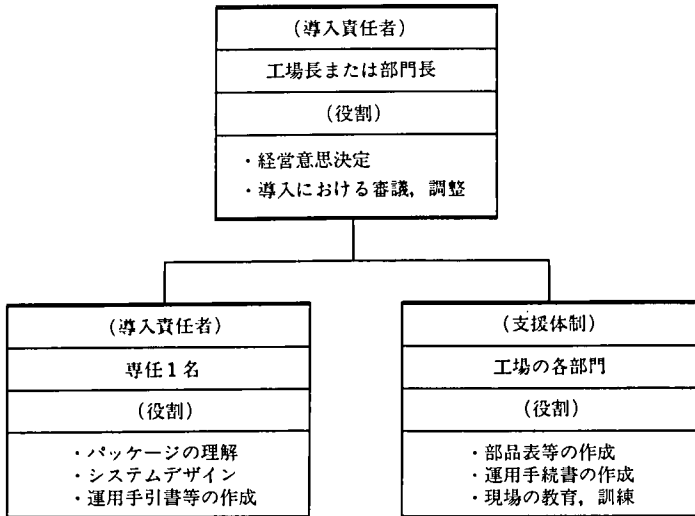 (導入責任者)
工場長または部門長
(役割)
・経営意思決定
・導入における審議,調整
(導入責任者)
専任1名
(役割)
・パッケージの理解
・システムデザイン
・運用手引書等の作成
(支援体制)
工場の各部門
(役割)
・部品表等の作成
・運用手続書の作成
・現場の教育,訓練